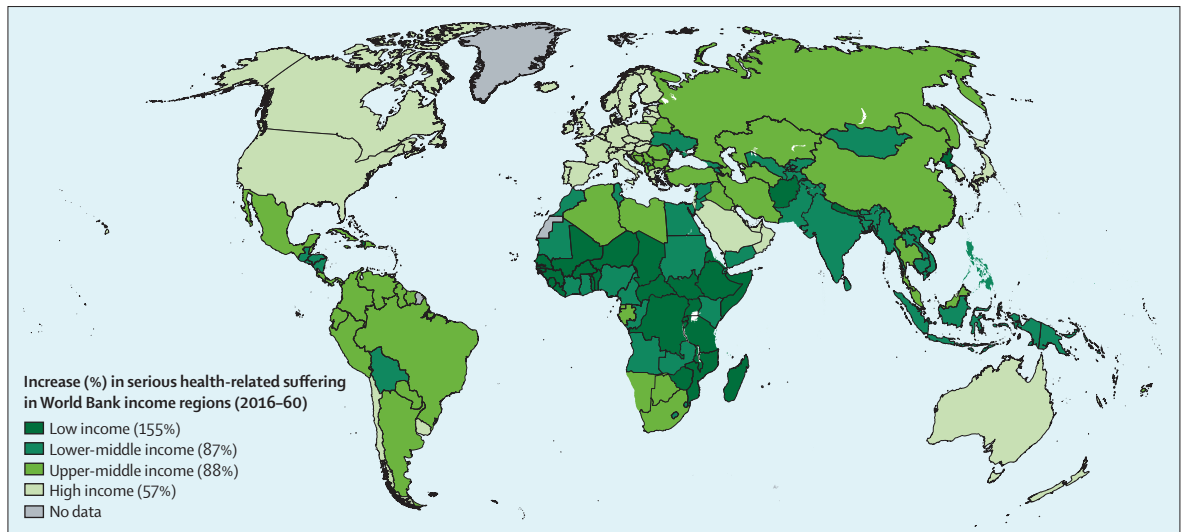 Increase (%) in serious health-related suffering
in World Bank income regions (2016–60)
Low income (155%)
Lower-middle income (87%)
Upper-middle income (88%)
High income (57%)
No data